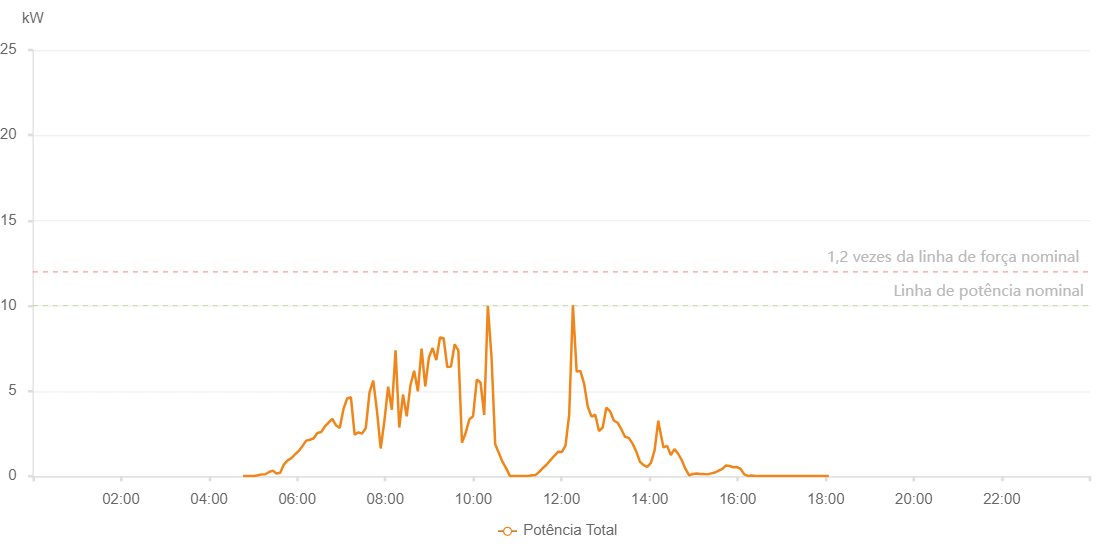 kW
25
20
15
1,2 vezes da linha de força nominal
Linha de potência nominal
10
5
0
02:00 04:00 06:00 08:00 10:00 12:00 14:00 16:00 18:00 20:00 22:00
Potência Total